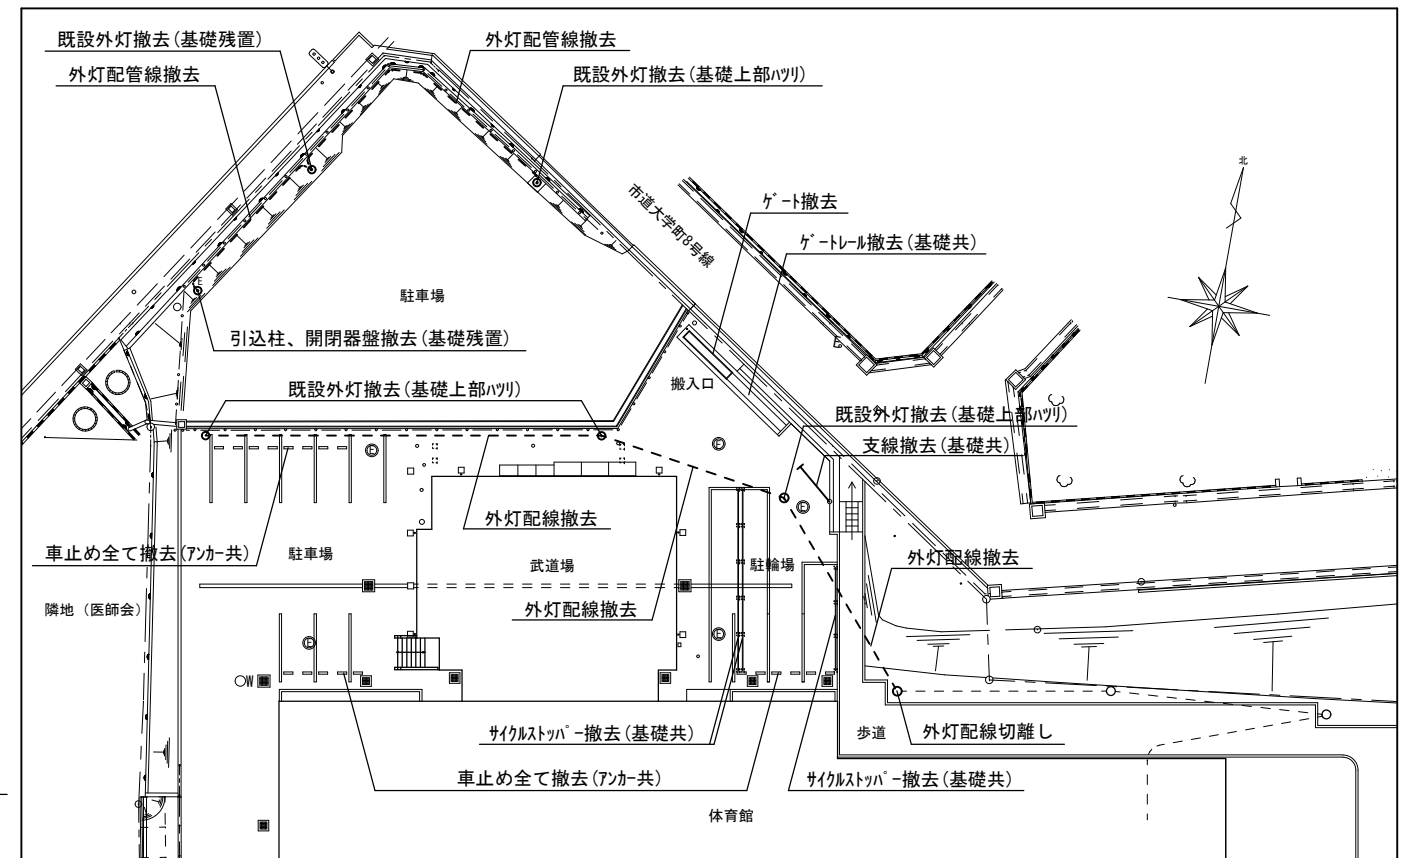 既設外灯撤去(基礎残置)
外灯配管線撤去
外灯配管線撤去
既設外灯撤去(基礎上部ハツリ)
北
市道大学町8号線
ゲート撤去
ゲートレール撤去(基礎共)
E
駐車場
引込柱、開閉器盤撤去(基礎残置)
搬入口
既設外灯撤去(基礎上部ハツリ)
既設外灯撤去(基礎上部ハツリ)
支線撤去(基礎共)
E
E
E
外灯配線撤去
車止め全て撤去(アンカー共)
駐車場
武道場
駐輪場
外灯配線撤去
隣地(医師会)
外灯配線撤去
E
E
W
サイクルストッパー撤去(基礎共)
歩道
外灯配線切離し
車止め全て撤去(アンカー共)
サイクルストッパー撤去(基礎共)
体育館